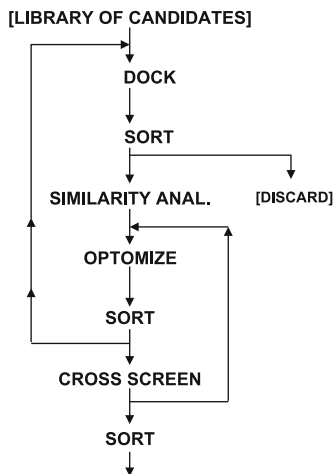 [LIBRARY OF CANDIDATES]
DOCK
SORT
SIMILARITY ANAL.
[DISCARD]
OPTOMIZE
SORT
CROSS SCREEN
SORT